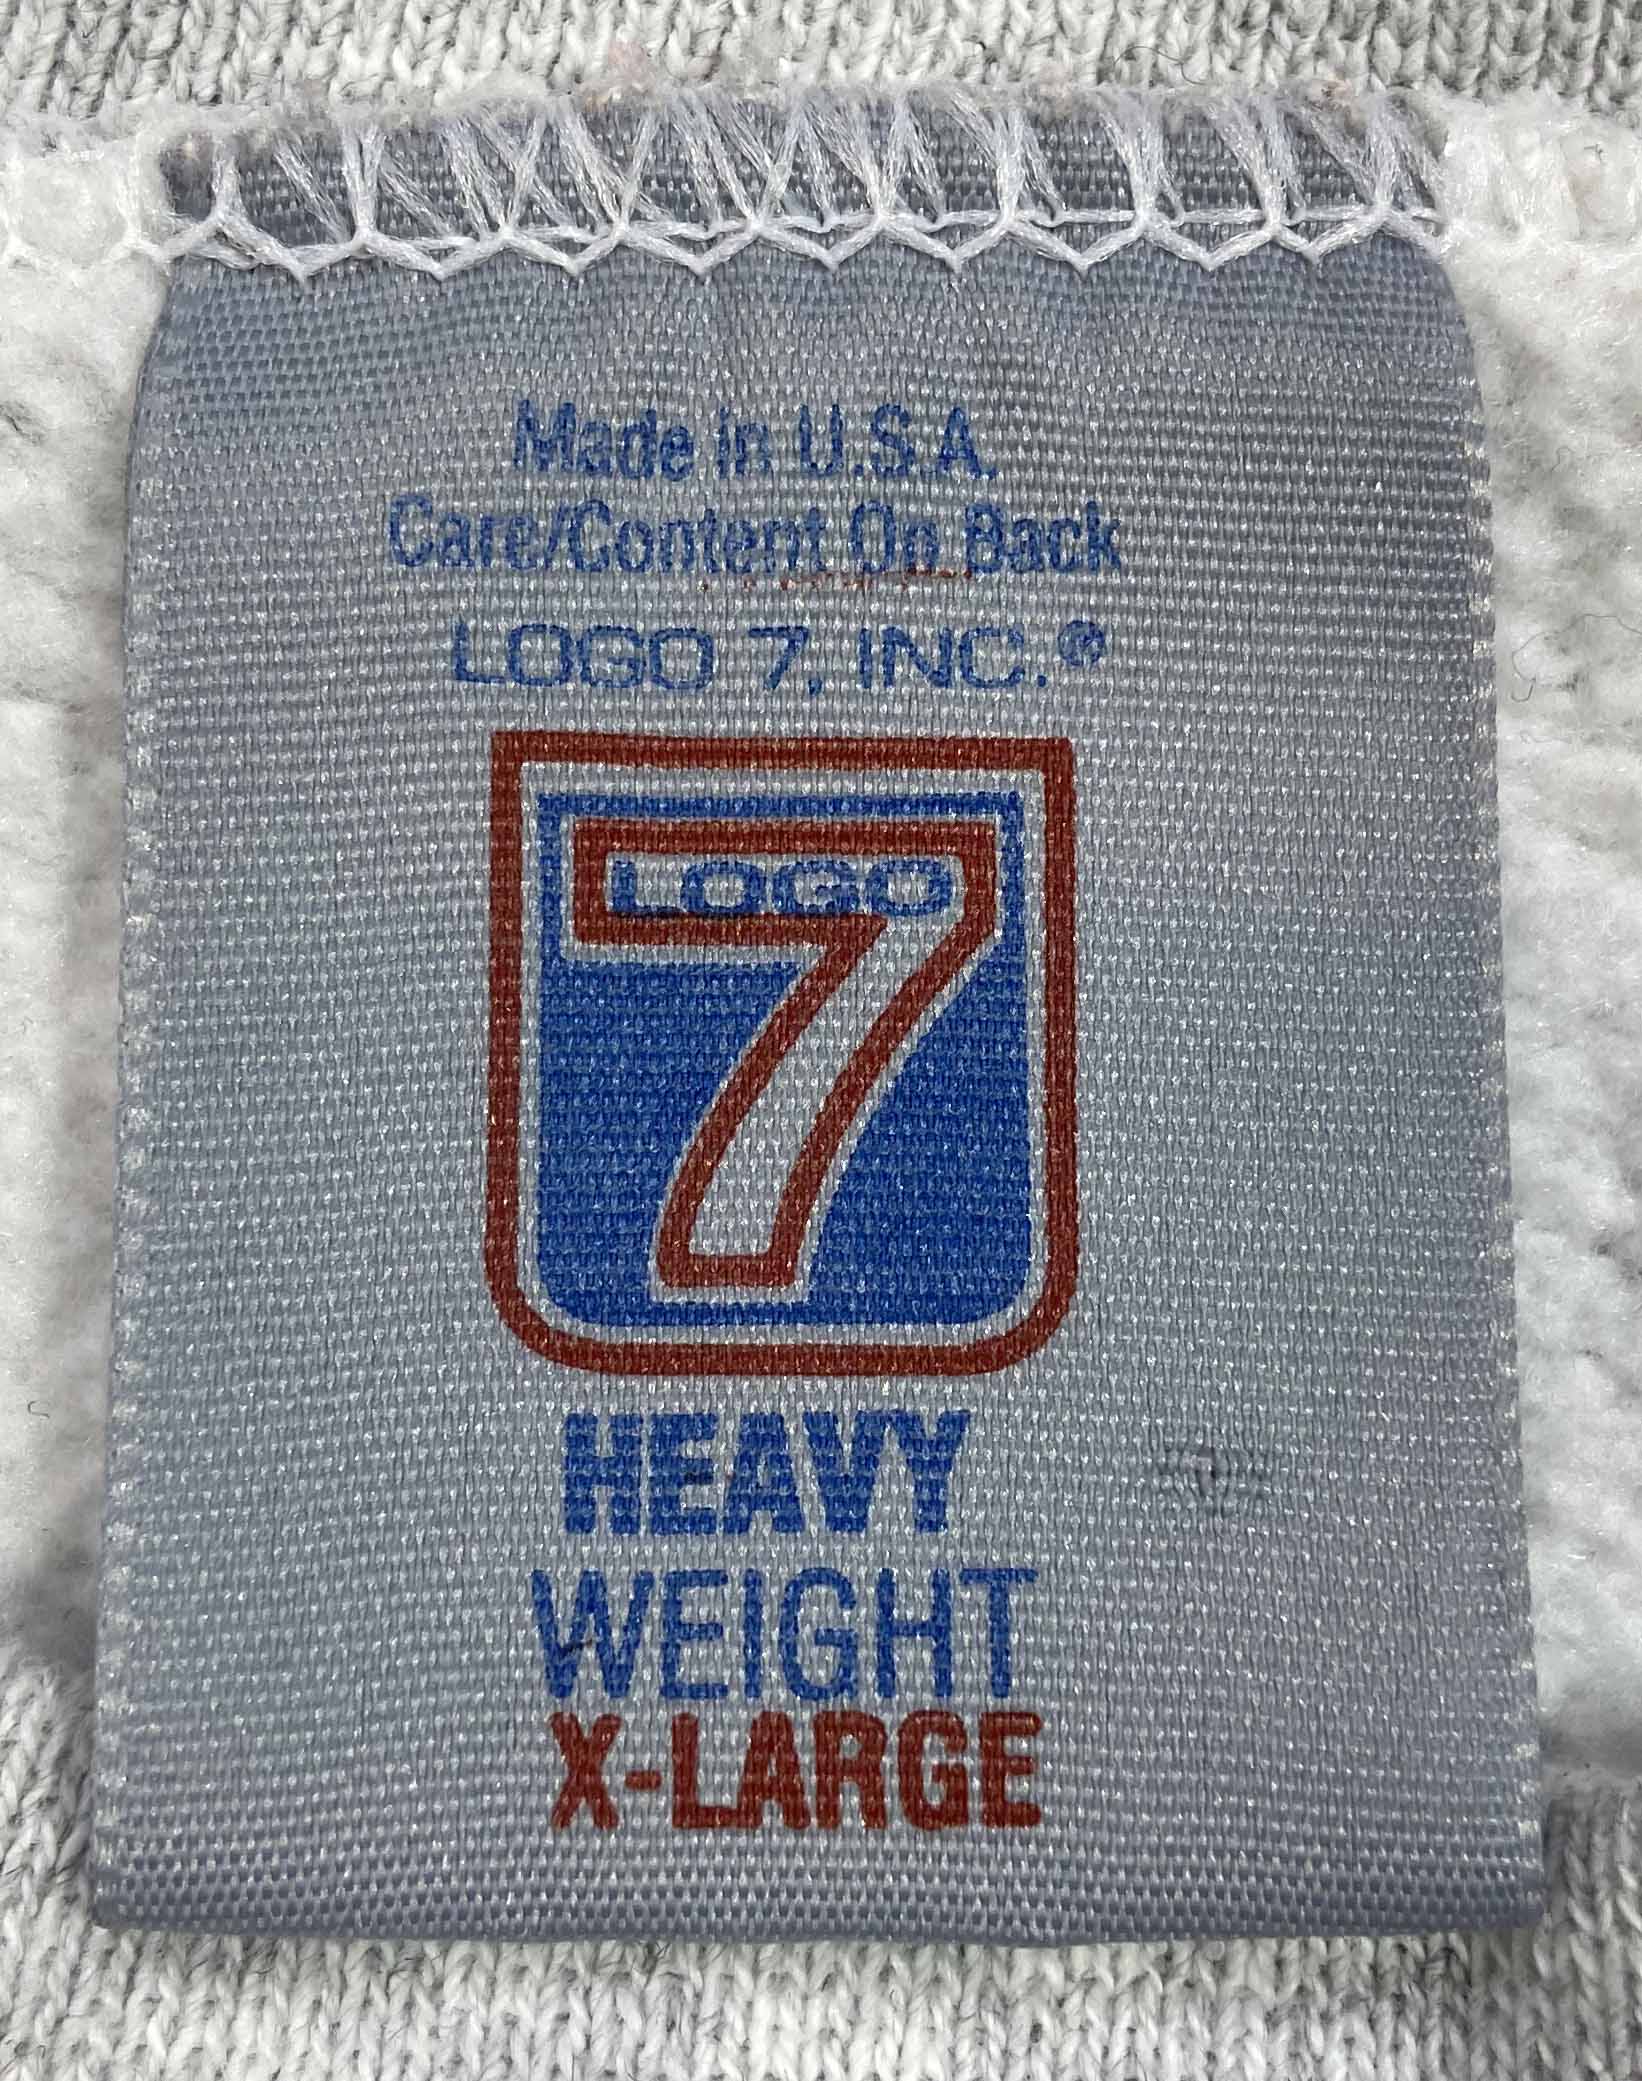 Made in U.S.A.
Care/Content On Back
LOGO 7, INC.®
LOGO
7
HEAVY
WEIGHT
X-LARGE